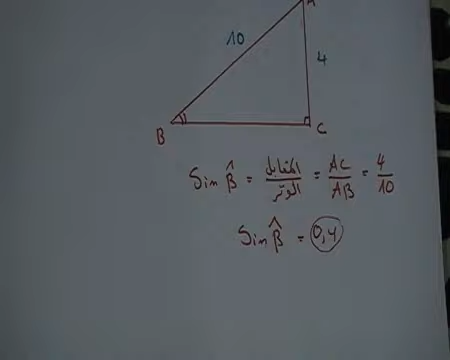 A
10
4
B
C
Sin B̂ = المقابل/الوتر = AC/AB = 4/10
Sin B̂ = 0,4